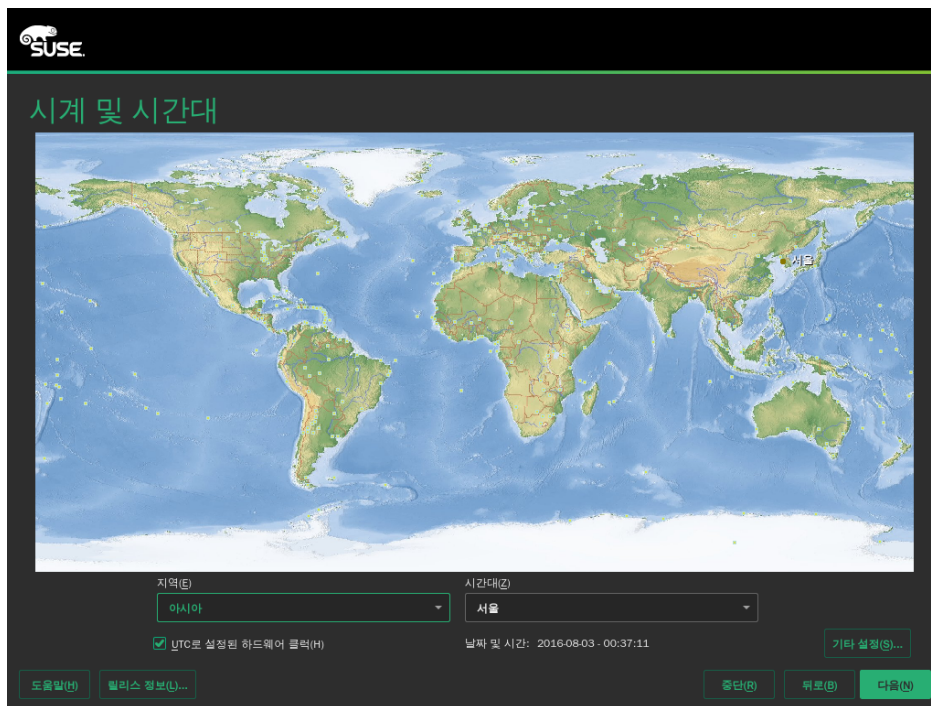 SUSE.
시계 및 시간대
서울
지역(E)
시간대(Z)
아시아
서울
UTC로 설정된 하드웨어 클럭(H)
날짜 및 시간: 2016-08-03 - 00:37:11
기타 설정(S)...
도움말(H)
릴리스 정보(L)...
중단(R)
뒤로(B)
다음(N)